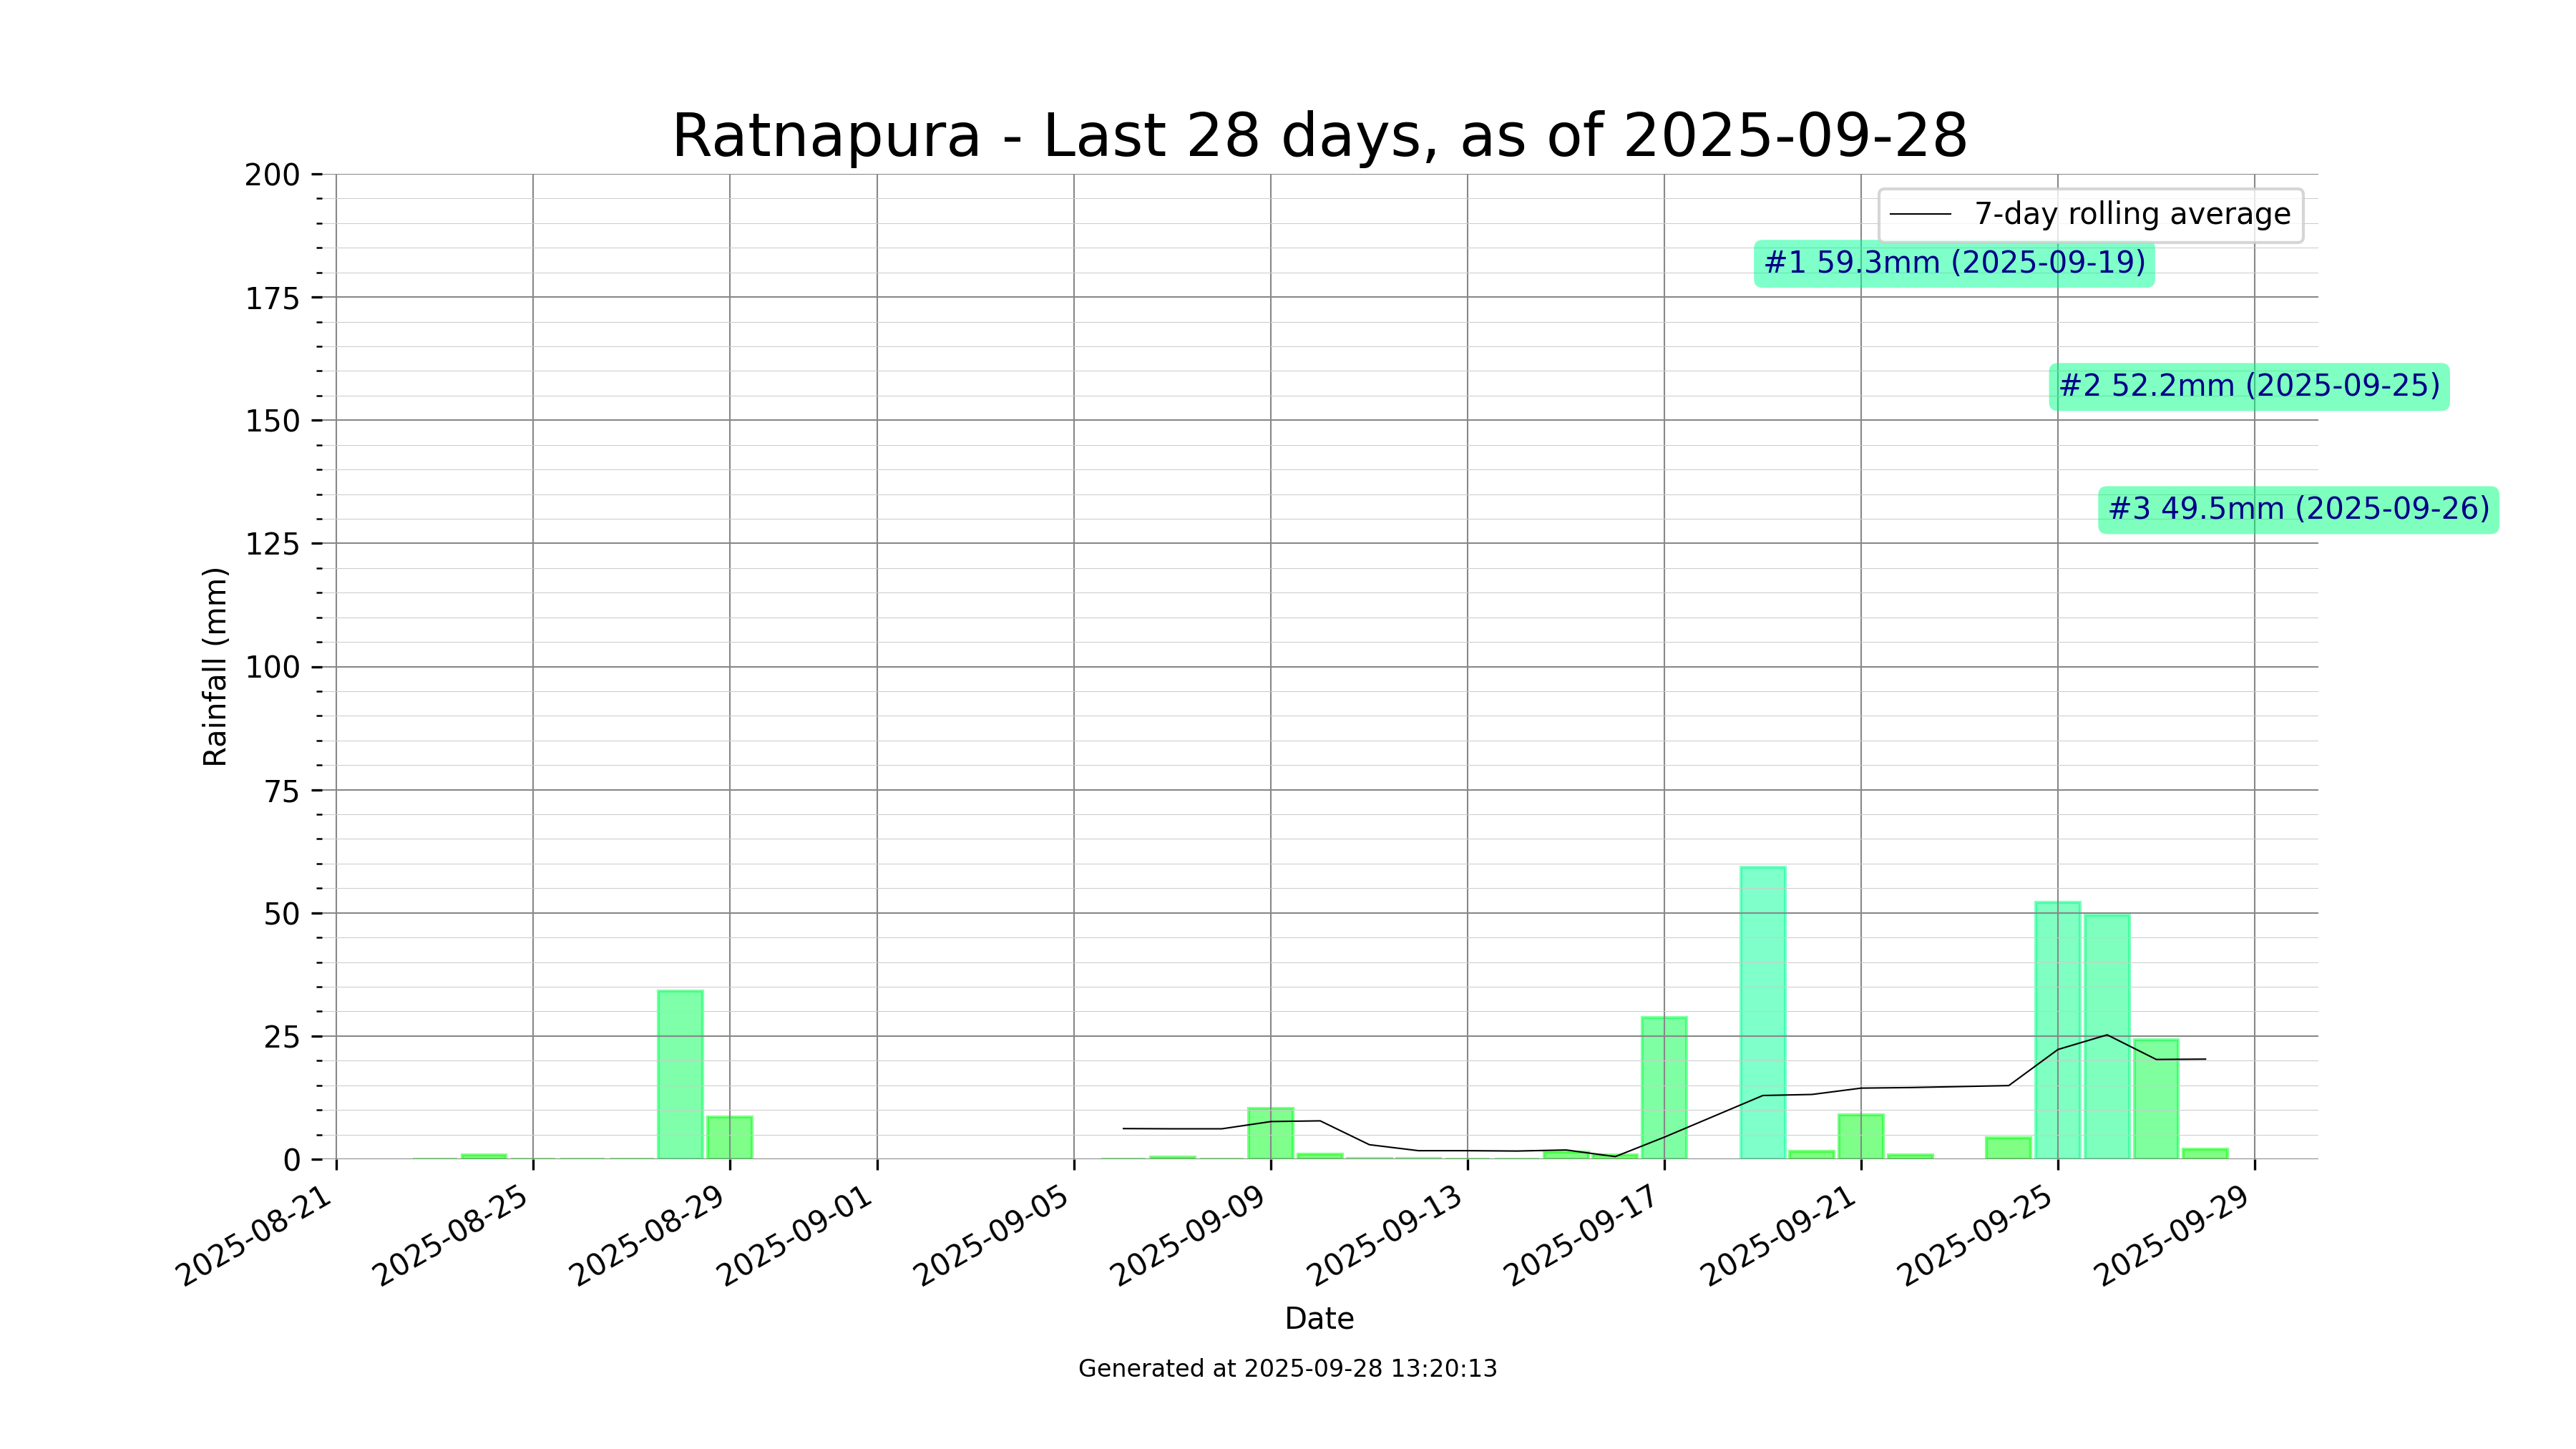 Ratnapura - Last 28 days, as of 2025-09-28
7-day rolling average
#1 59.3mm (2025-09-19)
#2 52.2mm (2025-09-25)
#3 49.5mm (2025-09-26)
Rainfall (mm)
200
175
150
125
100
75
50
25
0
2025-08-21
2025-08-25
2025-08-29
2025-09-01
2025-09-05
2025-09-09
2025-09-13
2025-09-17
2025-09-21
2025-09-25
2025-09-29
Date
Generated at 2025-09-28 13:20:13